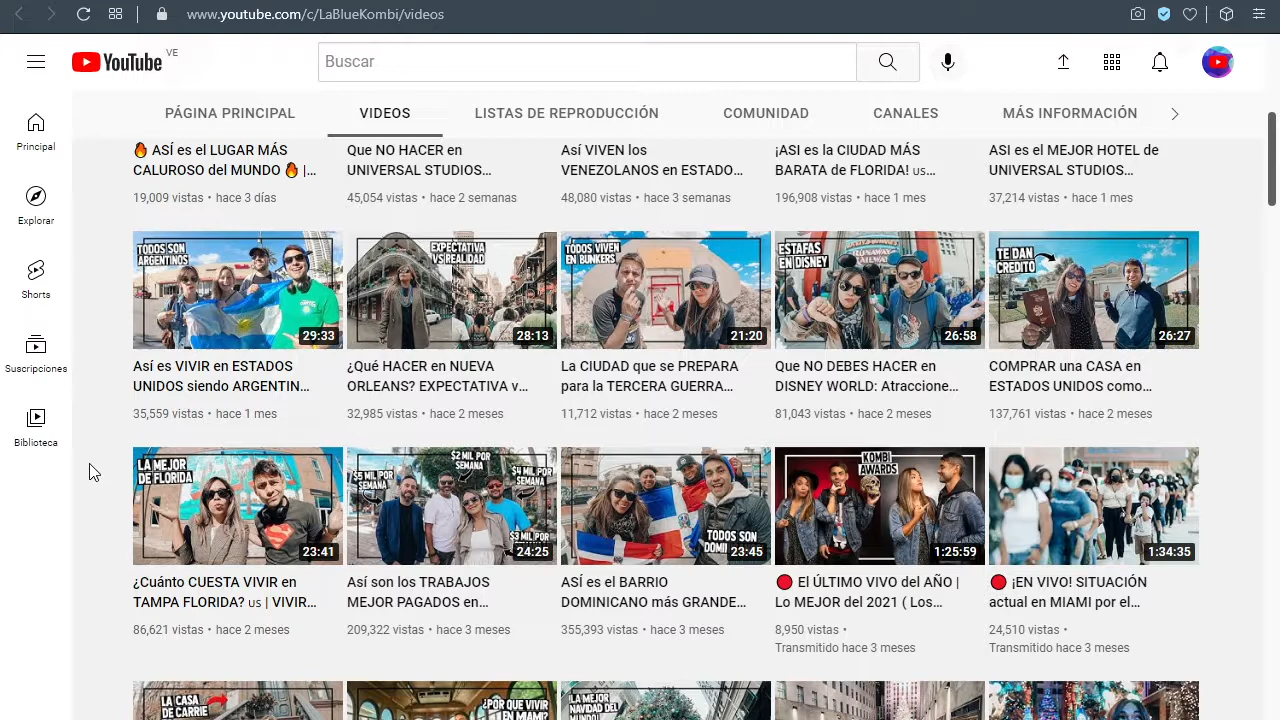 www.youtube.com/c/LaBlueKombi/videos
YouTube VE
Buscar
PÁGINA PRINCIPAL
VIDEOS
LISTAS DE REPRODUCCIÓN
COMUNIDAD
CANALES
MÁS INFORMACIÓN
Principal
Explorar
Shorts
Suscripciones
Biblioteca
🔥 ASÍ es el LUGAR MÁS
CALUROSO del MUNDO 🔥 |...
19,009 vistas • hace 3 días
Que NO HACER en
UNIVERSAL STUDIOS...
45,054 vistas • hace 2 semanas
Así VIVEN los
VENEZOLANOS en ESTADO...
48,080 vistas • hace 3 semanas
¡ASI es la CIUDAD MÁS
BARATA de FLORIDA! us...
196,908 vistas • hace 1 mes
ASI es el MEJOR HOTEL de
UNIVERSAL STUDIOS...
37,214 vistas • hace 1 mes
TODOS SON
ARGENTINOS
29:33
Así es VIVIR en ESTADOS
UNIDOS siendo ARGENTIN...
35,559 vistas • hace 1 mes
EXPECTATIVA
VS REALIDAD
28:13
¿Qué HACER en NUEVA
ORLEANS? EXPECTATIVA v...
32,985 vistas • hace 2 meses
TODOS VIVEN
EN BUNKERS
21:20
La CIUDAD que se PREPARA
para la TERCERA GUERRA...
11,712 vistas • hace 2 meses
ESTAFAS
EN DISNEY
26:58
Que NO DEBES HACER en
DISNEY WORLD: Atraccione...
81,043 vistas • hace 2 meses
TE DAN
CREDITO
26:27
COMPRAR una CASA en
ESTADOS UNIDOS como...
137,761 vistas • hace 2 meses
LA MEJOR
DE FLORIDA
23:41
¿Cuánto CUESTA VIVIR en
TAMPA FLORIDA? us | VIVIR...
86,621 vistas • hace 2 meses
$5 MIL POR
SEMANA
$2 MIL POR
SEMANA
$4 MIL POR
SEMANA
$3 MIL POR
24:25
Así son los TRABAJOS
MEJOR PAGADOS en...
209,322 vistas • hace 3 meses
TODOS SON
23:45
ASÍ es el BARRIO
DOMINICANO más GRANDE...
355,393 vistas • hace 3 meses
KOMBI
AWARDS
1:25:59
🔴 El ÚLTIMO VIVO del AÑO |
Lo MEJOR del 2021 ( Los...
8,950 vistas •
Transmitido hace 3 meses
1:34:35
🔴 ¡EN VIVO! SITUACIÓN
actual en MIAMI por el...
24,510 vistas •
Transmitido hace 3 meses
LA CASA
DE CARRIE
¿POR QUE VIVIR
EN MIAMI?
¡LA MEJOR
NAVIDAD DEL
MUNDO!